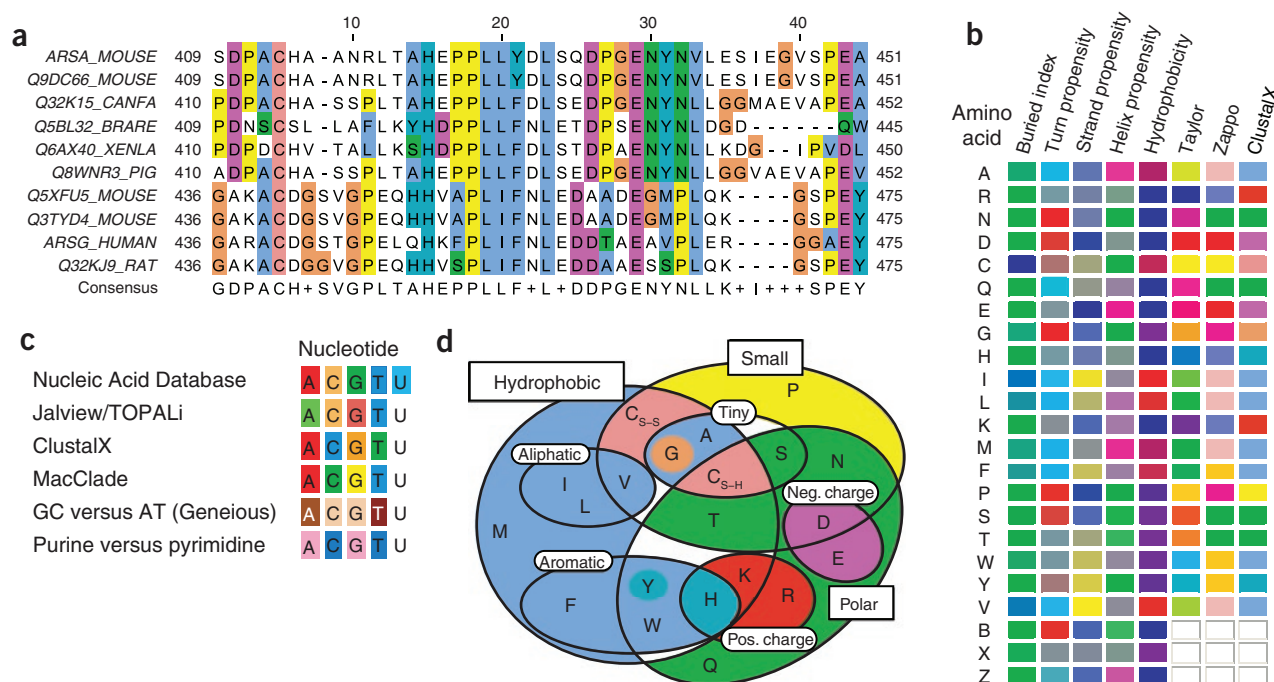 a
10 20 30 40
ARSA_MOUSE 409 SDPACHA-ANRLTAHEPPLLYDLSQDPGENYNVLESIEGVSPEA 451
Q9DC66_MOUSE 409 SDPACHA-ANRLTAHEPPLLYDLSQDPGENYNVLESIEGVSPEA 451
Q32K15_CANFA 410 PDPACHA-SSPLTAHEPPLLFDLSEDPGENYNLLGGMAEVAPEA 452
Q5BL32_BRARE 409 PDNSCSL-LAFLKYHDPPLLFNLETDPSENYNLDGD------QW 445
Q6AX40_XENLA 410 PDPDCHV-TALLKSHDPPLLFNLSEDPGENYNLLKDG--IPVDL 450
Q8WNR3_PIG 410 ADPACHA-SSPLTAHEPPLLFDLSEDPGENYNLLGGVAEVAPEV 452
Q5XFU5_MOUSE 436 GAKACDGSVGPEQHHVAPLIFNLEDAADEGMPLQK----GSPEY 475
Q3TYD4_MOUSE 436 GAKACDGSVGPEQHHVAPLIFNLEDAADEGMPLQK----GSPEY 475
ARSG_HUMAN 436 GARACDGSTGPELQHKFPLIFNLEDDTAEAVPLER----GGAEY 475
Q32KJ9_RAT 436 GAKACDGGVGPEQHHVSPLIFNLEDDAAESSPLQK----GSPEY 475
Consensus GDPACH+SVGPLTAHEPPLLF+L+DDPGENYNLLK+I+++SPEY
b
Amino
acid
Buried index
Turn propensity
Strand propensity
Helix propensity
Hydrophobicity
Taylor
Zappo
ClustalX
A
R
N
D
C
Q
E
G
H
I
L
K
M
F
P
S
T
W
Y
V
B
X
Z
c
Nucleotide
Nucleic Acid Database A C G T U
Jalview/TOPALi A C G T U
ClustalX A C G T U
MacClade A C G T U
GC versus AT (Geneious) A C G T U
Purine versus pyrimidine A C G T U
d
Small
Hydrophobic
P
Tiny
C S–S
A
G
S
N
Aliphatic
I
V
L
C S–H
Neg. charge
D
T
M
E
Aromatic
Y
K
F
H
R
Polar
W
Pos. charge
Q